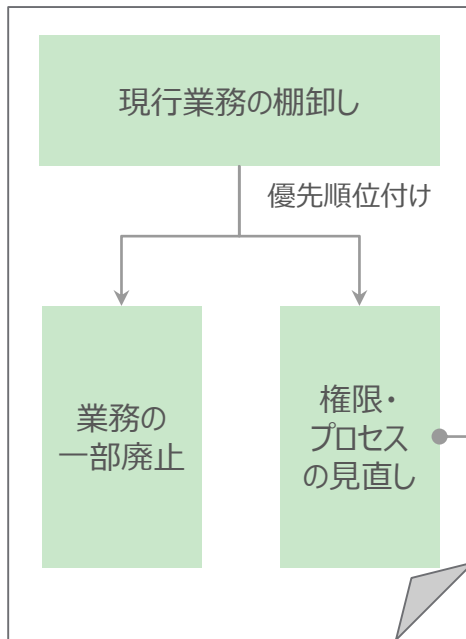 現行業務の棚卸し
優先順位付け
業務の
一部廃止
権限・
プロセス
の見直し